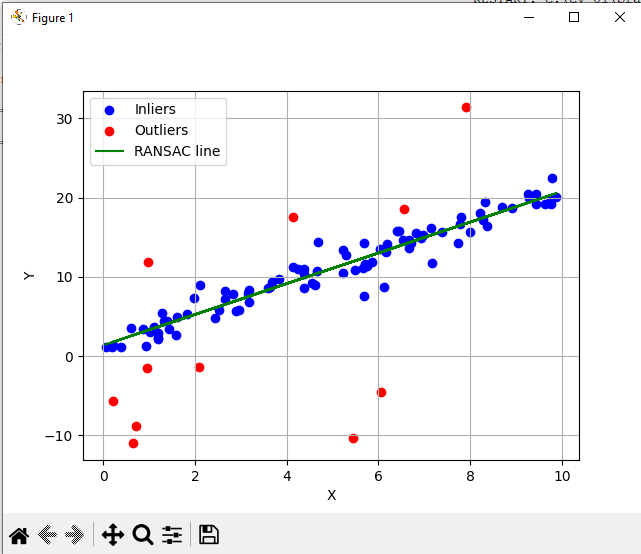 Figure 1
Inliers
Outliers
RANSAC line
30
20
10
0
−10
Y
0 2 4 6 8 10
X